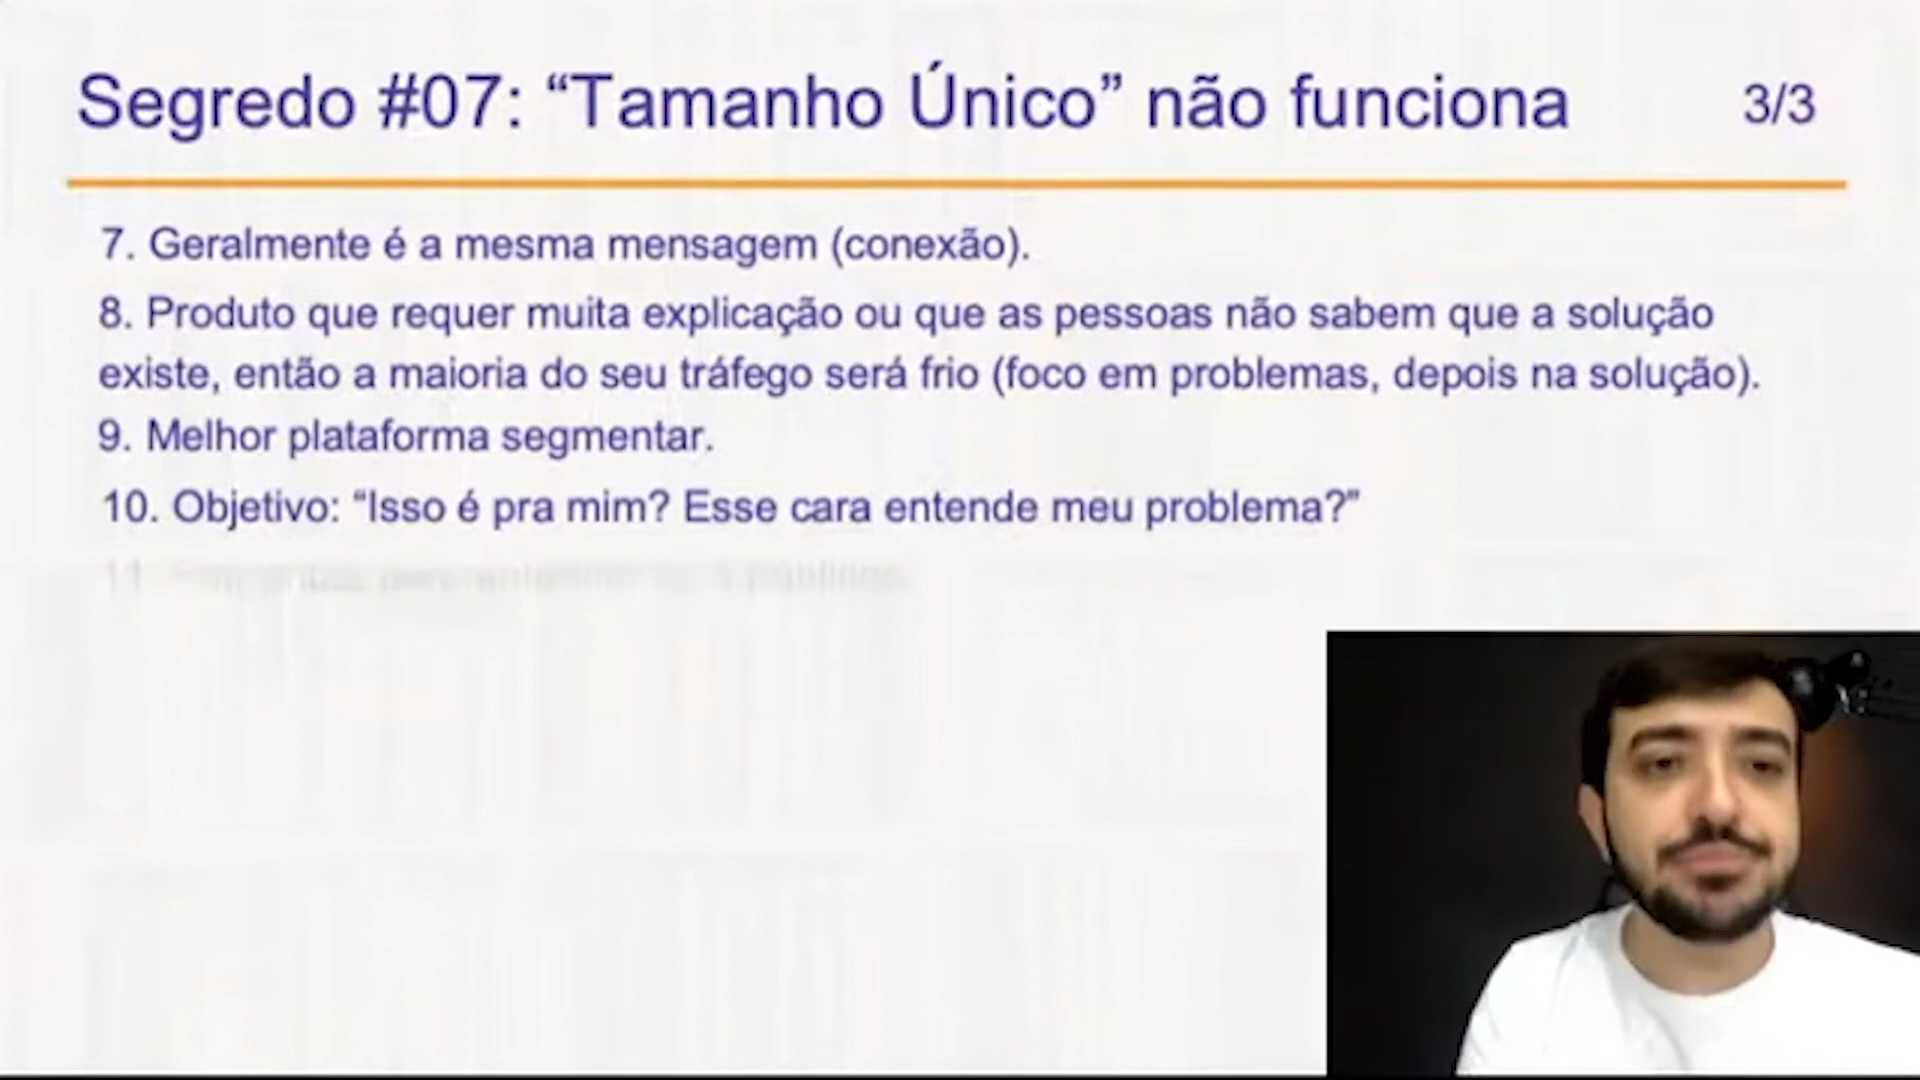 Segredo #07: “Tamanho Único” não funciona 3/3
7. Geralmente é a mesma mensagem (conexão).
8. Produto que requer muita explicação ou que as pessoas não sabem que a solução
existe, então a maioria do seu tráfego será frio (foco em problemas, depois na solução).
9. Melhor plataforma segmentar.
10. Objetivo: “Isso é pra mim? Esse cara entende meu problema?”
11.